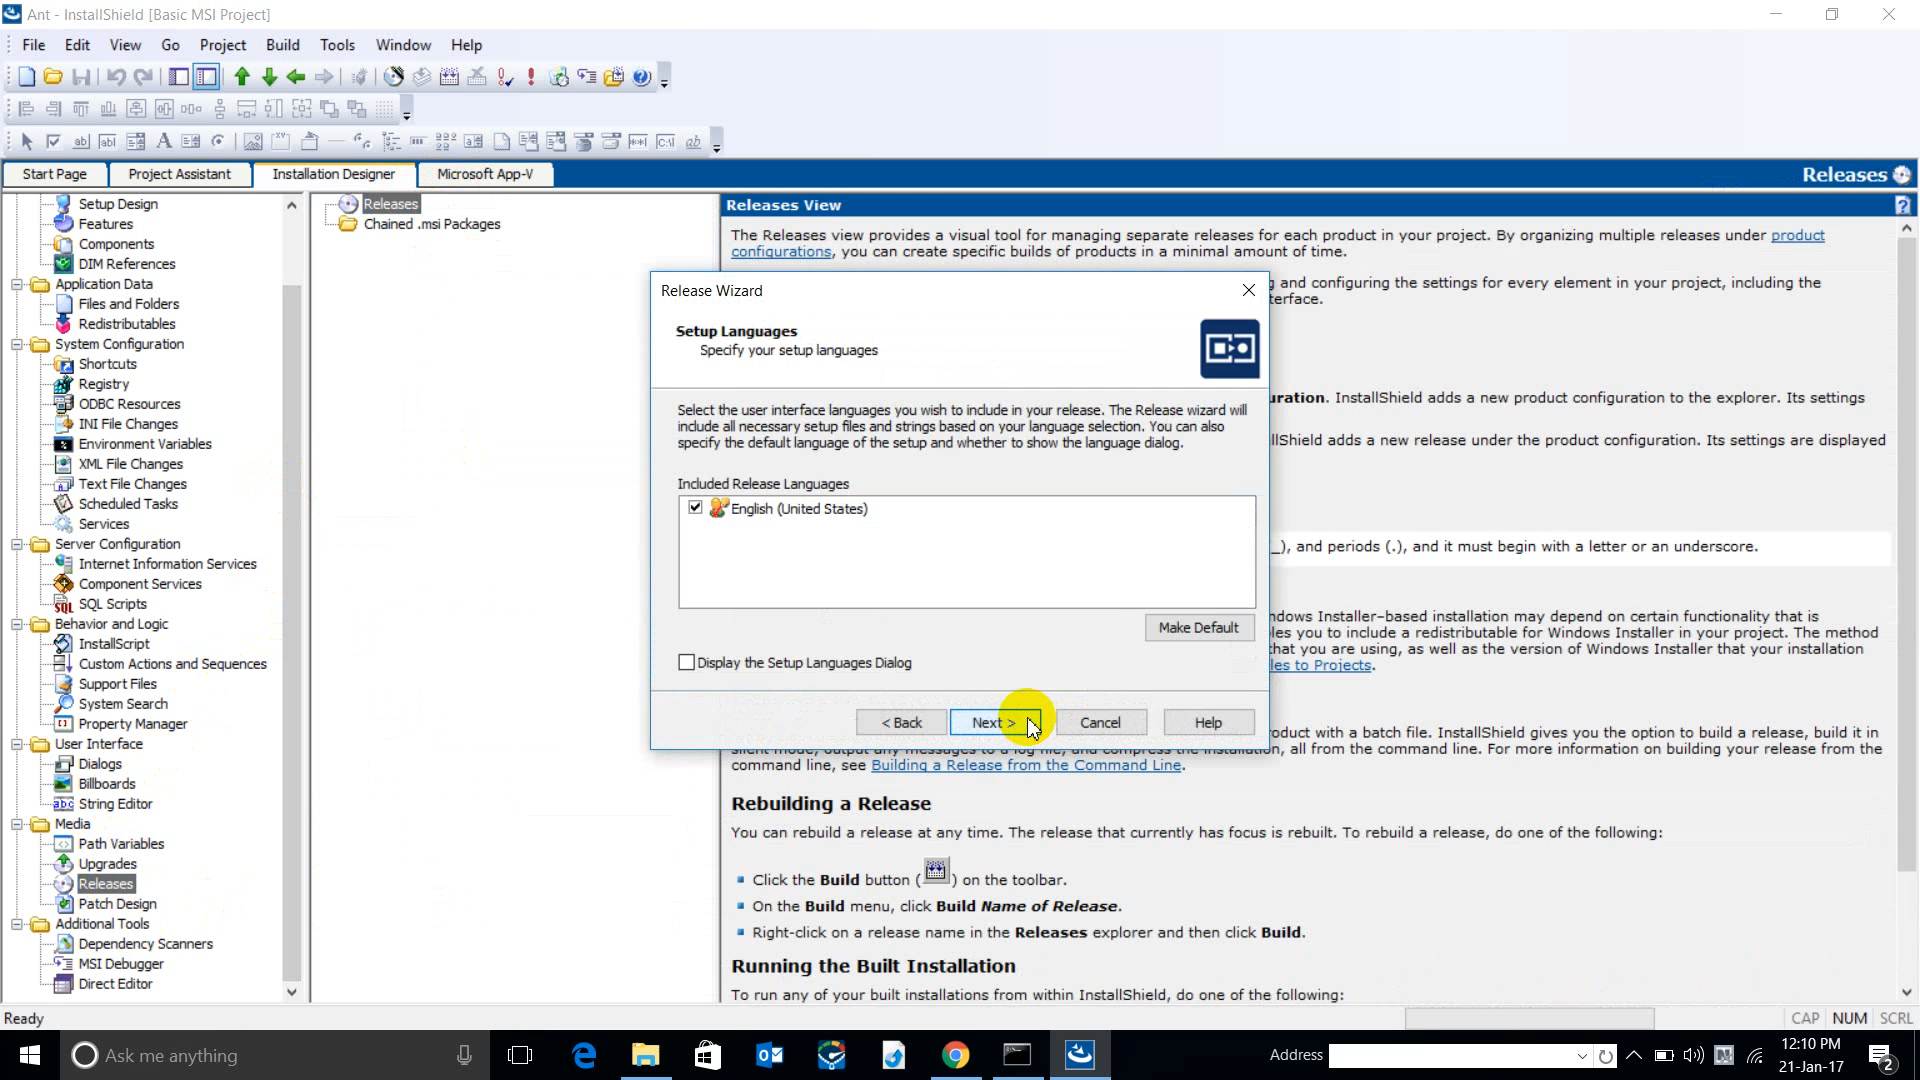 Ant - InstallShield [Basic MSI Project]
File Edit View Go Project Build Tools Window Help
Start Page Project Assistant Installation Designer Microsoft App-V Releases
Setup Design
Features
Components
DIM References
Application Data
Files and Folders
Redistributables
System Configuration
Shortcuts
Registry
ODBC Resources
INI File Changes
Environment Variables
XML File Changes
Text File Changes
Scheduled Tasks
Services
Server Configuration
Internet Information Services
Component Services
SQL Scripts
Behavior and Logic
InstallScript
Custom Actions and Sequences
Support Files
System Search
Property Manager
User Interface
Dialogs
Billboards
String Editor
Media
Path Variables
Upgrades
Releases
Patch Design
Additional Tools
Dependency Scanners
MSI Debugger
Direct Editor
Releases
Chained .msi Packages
Releases View
The Releases view provides a visual tool for managing separate releases for each product in your project. By organizing multiple releases under product
configurations, you can create specific builds of products in a minimal amount of time.
g and configuring the settings for every element in your project, including the
terface.
uration. InstallShield adds a new product configuration to the explorer. Its settings
llShield adds a new release under the product configuration. Its settings are displayed
_), and periods (.), and it must begin with a letter or an underscore.
ndows Installer-based installation may depend on certain functionality that is
les you to include a redistributable for Windows Installer in your project. The method
hat you are using, as well as the version of Windows Installer that your installation
les to Projects.
Release Wizard
Setup Languages
Specify your setup languages
Select the user interface languages you wish to include in your release. The Release wizard will
include all necessary setup files and strings based on your language selection. You can also
specify the default language of the setup and whether to show the language dialog.
Included Release Languages
English (United States)
Make Default
Display the Setup Languages Dialog
< Back Next > Cancel Help
roduct with a batch file. InstallShield gives you the option to build a release, build it in
silent mode, output any messages to a log file, and compress the installation, all from the command line. For more information on building your release from the
command line, see Building a Release from the Command Line.
Rebuilding a Release
You can rebuild a release at any time. The release that currently has focus is rebuilt. To rebuild a release, do one of the following:
Click the Build button ( ) on the toolbar.
On the Build menu, click Build Name of Release.
Right-click on a release name in the Releases explorer and then click Build.
Running the Built Installation
To run any of your built installations from within InstallShield, do one of the following:
Ready CAP NUM SCRL
Ask me anything Address 12:10 PM
21-Jan-17 2